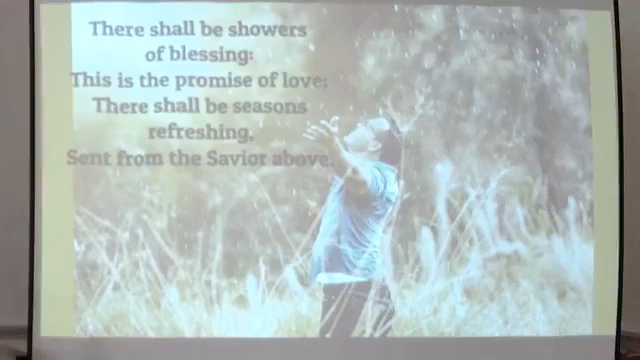 There shall be showers
of blessing:
This is the promise of love;
There shall be seasons
refreshing,
Sent from the Savior above.